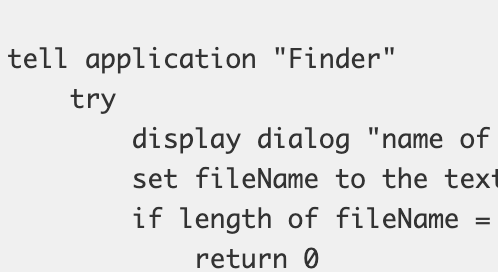 tell application "Finder"
try
display dialog "name of
set fileName to the text
if length of fileName =
return 0